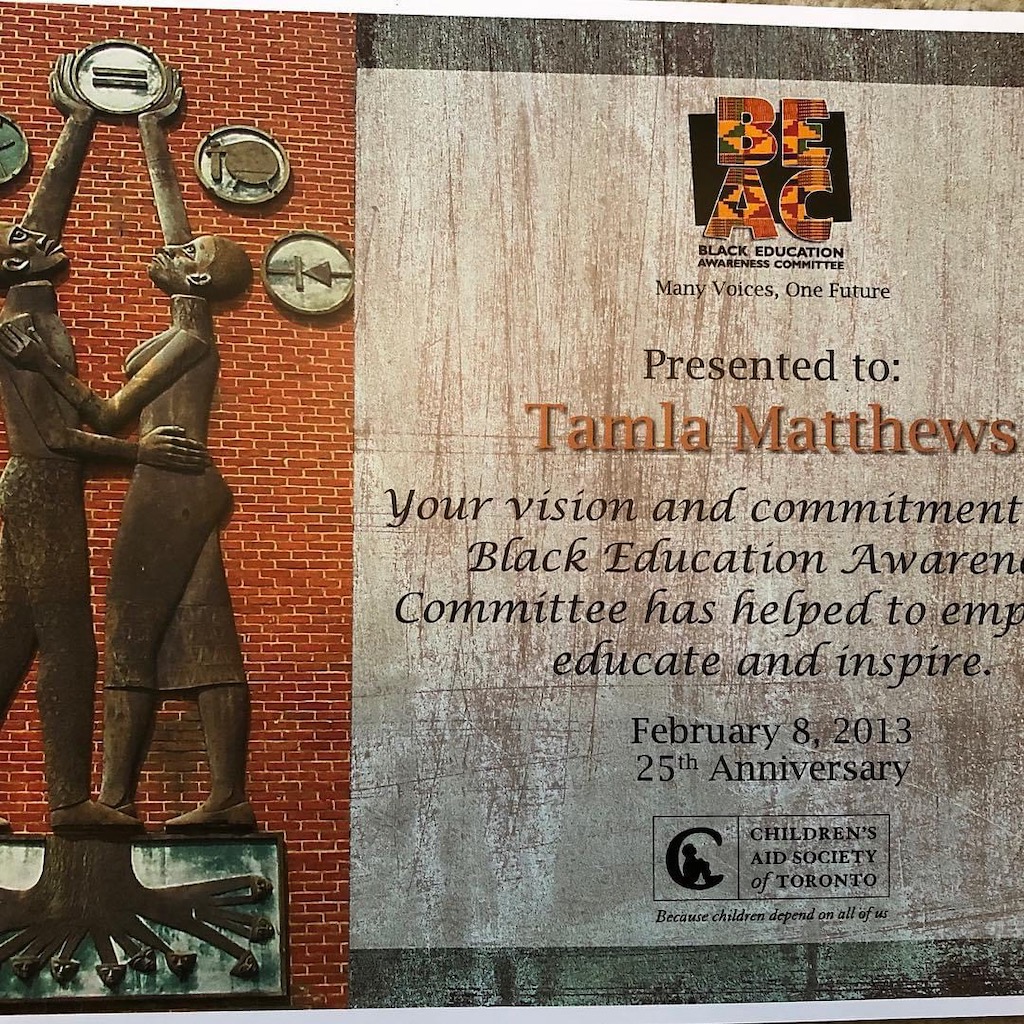 BE
AC
BLACK EDUCATION
AWARENESS COMMITTEE
Many Voices, One Future
Presented to:
Tamla Matthews
Your vision and commitment
Black Education Awaren
Committee has helped to emp
educate and inspire.
February 8, 2013
25th Anniversary
CHILDREN'S
AID SOCIETY
of TORONTO
Because children depend on all of us